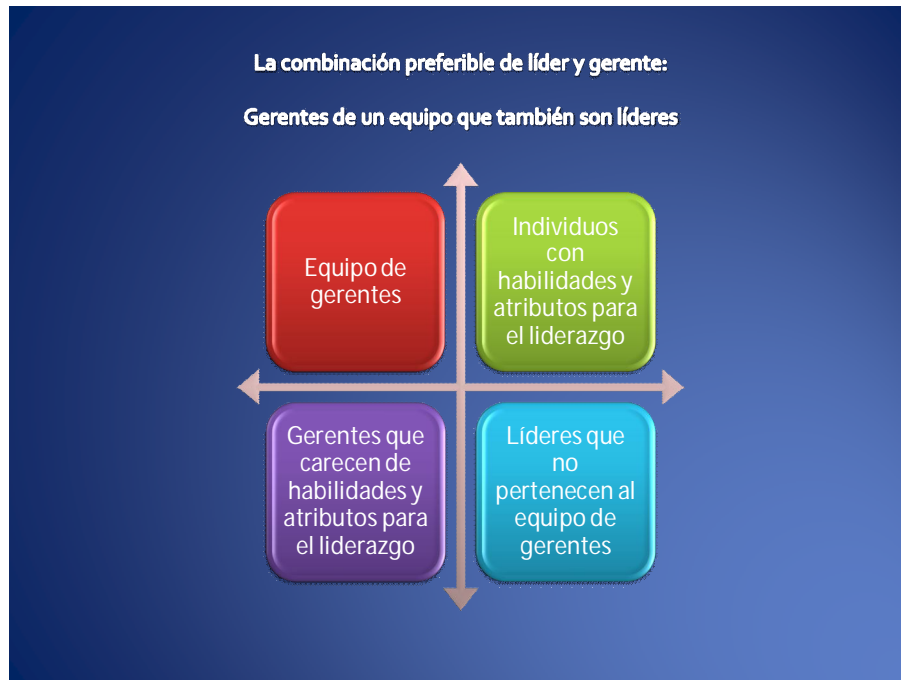 La combinación preferible de líder y gerente:
Gerentes de un equipo que también son líderes
Equipo de
gerentes
Individuos
con
habilidades y
atributos para
el liderazgo
Gerentes que
carecen de
habilidades y
atributos para
el liderazgo
Líderes que
no
pertenecen al
equipo de
gerentes